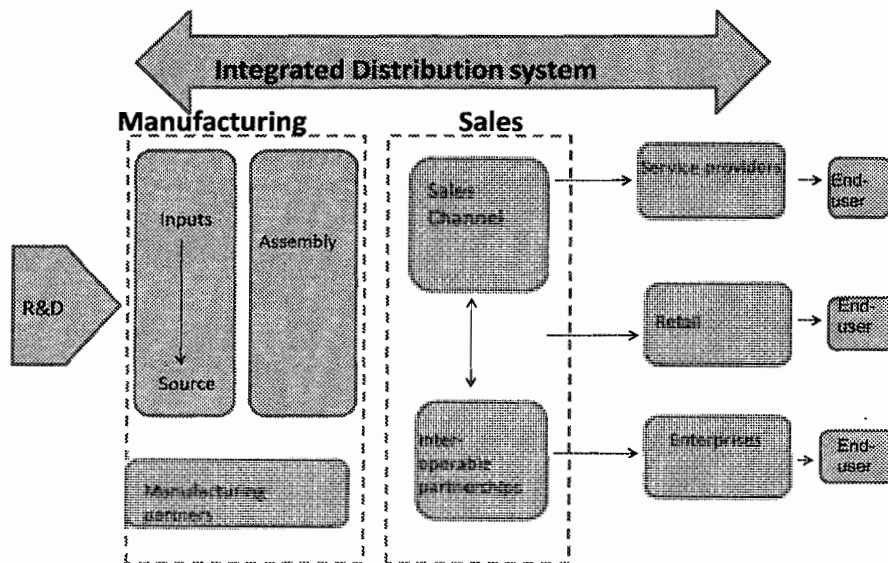 Integrated Distribution system
Manufacturing
Sales
R&D
Inputs
Source
Assembly
Manufacturing
partners
Sales
Channel
Inter-
operable
partnerships
Service providers
Retail
Enterprises
End-
user
End-
user
End-
user